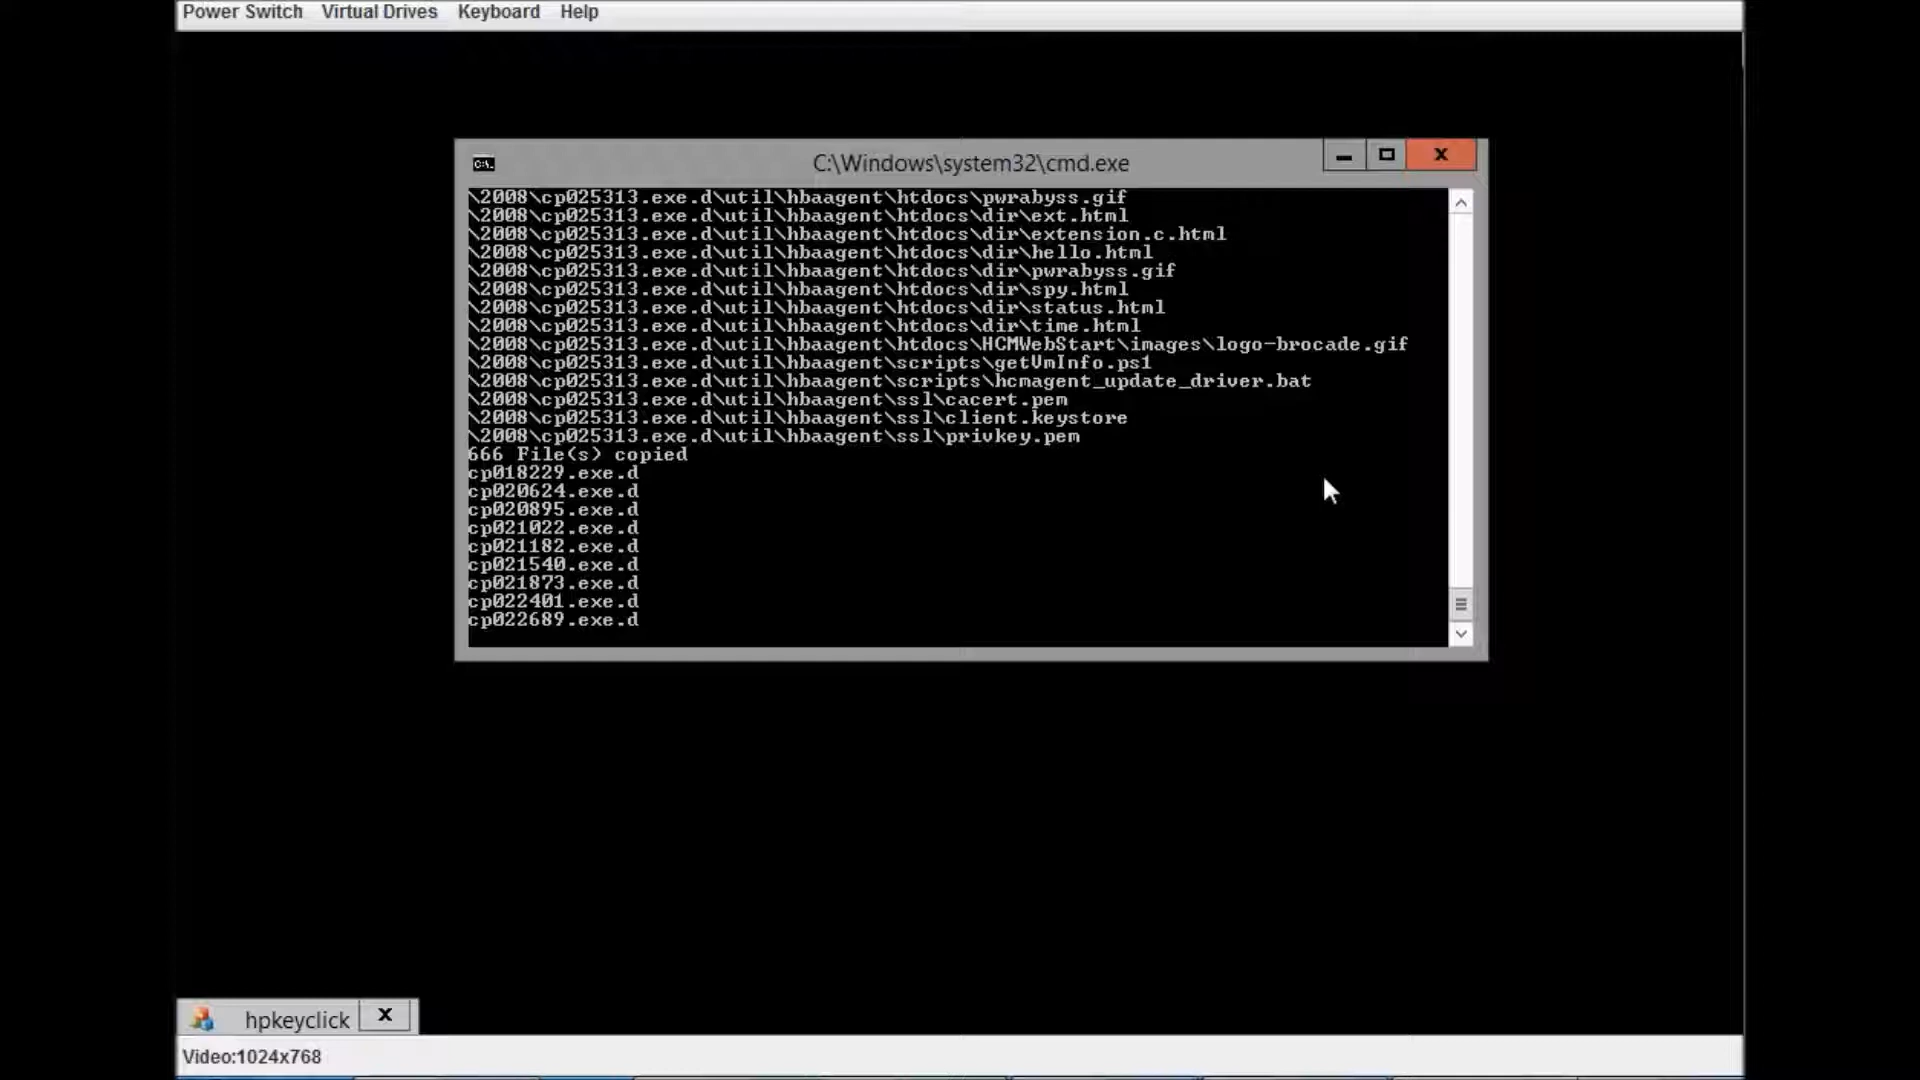 Power Switch Virtual Drives Keyboard Help
C:\Windows\system32\cmd.exe
\2008\cp025313.exe.d\util\hbaagent\htdocs\pwrabyss.gif
\2008\cp025313.exe.d\util\hbaagent\htdocs\dir\ext.html
\2008\cp025313.exe.d\util\hbaagent\htdocs\dir\extension.c.html
\2008\cp025313.exe.d\util\hbaagent\htdocs\dir\hello.html
\2008\cp025313.exe.d\util\hbaagent\htdocs\dir\pwrabyss.gif
\2008\cp025313.exe.d\util\hbaagent\htdocs\dir\spy.html
\2008\cp025313.exe.d\util\hbaagent\htdocs\dir\status.html
\2008\cp025313.exe.d\util\hbaagent\htdocs\dir\time.html
\2008\cp025313.exe.d\util\hbaagent\htdocs\HCMWebStart\images\logo-brocade.gif
\2008\cp025313.exe.d\util\hbaagent\scripts\getVmInfo.ps1
\2008\cp025313.exe.d\util\hbaagent\scripts\hcmagent_update_driver.bat
\2008\cp025313.exe.d\util\hbaagent\ssl\cacert.pem
\2008\cp025313.exe.d\util\hbaagent\ssl\client.keystore
\2008\cp025313.exe.d\util\hbaagent\ssl\privkey.pem
666 File(s) copied
cp018229.exe.d
cp020624.exe.d
cp020895.exe.d
cp021022.exe.d
cp021182.exe.d
cp021540.exe.d
cp021873.exe.d
cp022401.exe.d
cp022689.exe.d
hpkeyclick
Video:1024x768